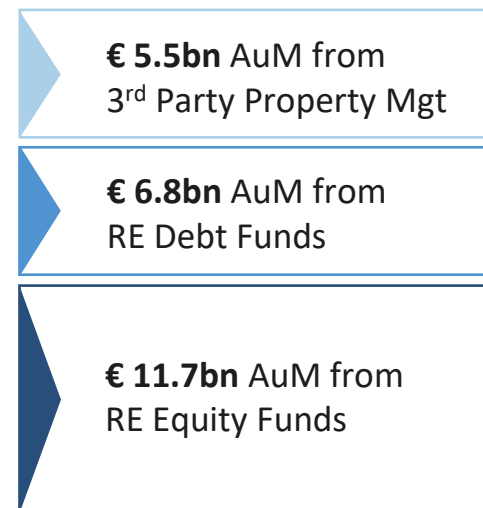 € 5.5bn AuM from
3rd Party Property Mgt
€ 6.8bn AuM from
RE Debt Funds
€ 11.7bn AuM from
RE Equity Funds